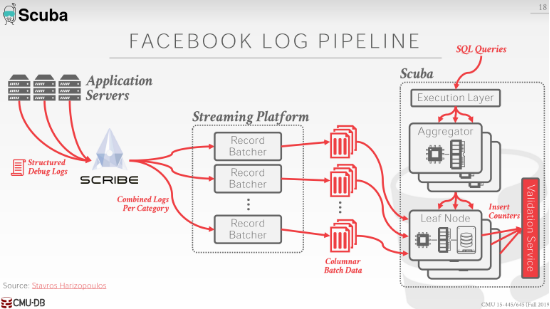 Scuba
18
FACEBOOK LOG PIPELINE
SQL Queries
Application
Servers
Scuba
Execution Layer
Streaming Platform
Aggregator
Record
Batcher
Structured
Debug Logs
SCRIBE
Record
Batcher
Combined Logs
Per Category
Leaf Node
Insert
Counters
Validation Service
Record
Batcher
Columnar
Batch Data
Source: Stavros Harizopoulos
CMU·DB
CMU 15-445/645 (Fall 2019